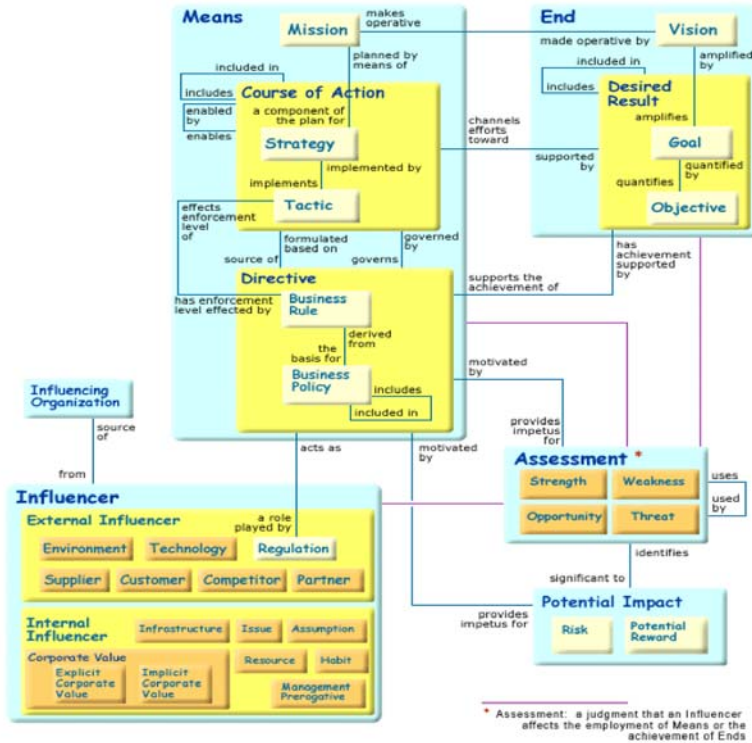 Means
Mission
makes
operative
planned by
means of
included in
includes
enabled
by
enables
Course of Action
a component of
the plan for
Strategy
implemented by
implements
Tactic
effects
enforcement
level
of
source of
formulated
based on
governs
governed
by
Directive
has enforcement
level effected by
Business
Rule
derived
from
the
basis for
Business
Policy
includes
included in
End
made operative by
Vision
amplified
by
included in
includes
Desired
Result
amplifies
Goal
quantified
by
quantifies
Objective
channels
efforts
toward
supported
by
supports the
achievement of
has
achievement
supported
by
motivated
by
provides
impetus
for
Influencing
Organization
source
of
from
acts as
motivated
by
Assessment *
Strength
Weakness
Opportunity
Threat
uses
used
by
identifies
significant to
provides
impetus for
Potential Impact
Risk
Potential
Reward
Influencer
External Influencer
a role
played by
Environment
Technology
Regulation
Supplier
Customer
Competitor
Partner
Internal
Influencer
Infrastructure
Issue
Assumption
Corporate Value
Explicit
Corporate
Value
Implicit
Corporate
Value
Resource
Habit
Management
Prerogative
* Assessment: a judgment that an Influencer
affects the employment of Means or the
achievement of Ends